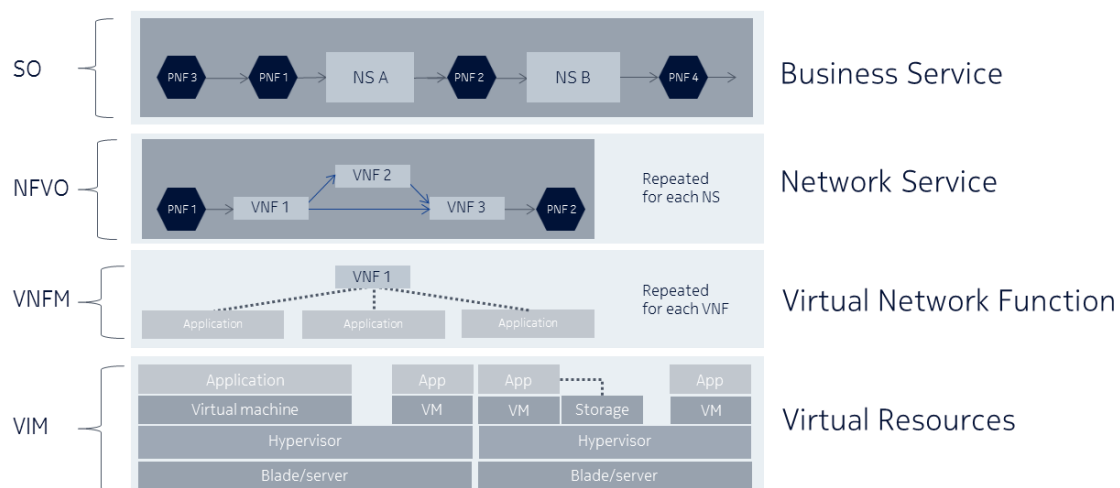 SO
PNF 3
PNF 1
NS A
PNF 2
NS B
PNF 4
Business Service
NFVO
PNF 1
VNF 1
VNF 2
VNF 3
PNF 2
Repeated
for each NS
Network Service
VNFM
VNF 1
Application
Application
Application
Repeated
for each VNF
Virtual Network Function
VIM
Application
App
App
App
Virtual machine
VM
VM
Storage
VM
Hypervisor
Hypervisor
Blade/server
Blade/server
Virtual Resources